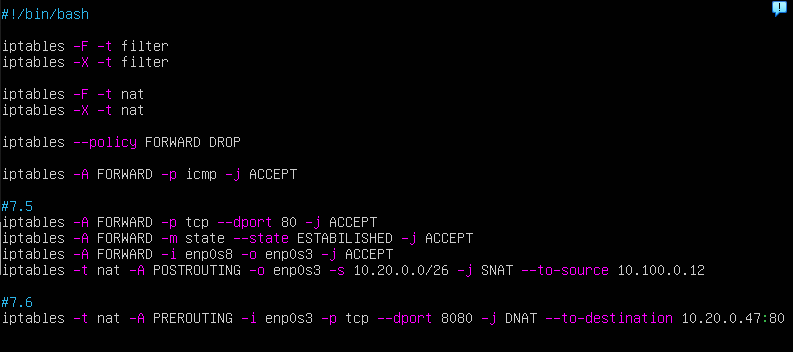 #!/bin/bash
iptables -F -t filter
iptables -X -t filter
iptables -F -t nat
iptables -X -t nat
iptables --policy FORWARD DROP
iptables -A FORWARD -p icmp -j ACCEPT
#7.5
iptables -A FORWARD -p tcp --dport 80 -j ACCEPT
iptables -A FORWARD -m state --state ESTABILISHED -j ACCEPT
iptables -A FORWARD -i enp0s8 -o enp0s3 -j ACCEPT
iptables -t nat -A POSTROUTING -o enp0s3 -s 10.20.0.0/26 -j SNAT --to-source 10.100.0.12
#7.6
iptables -t nat -A PREROUTING -i enp0s3 -p tcp --dport 8080 -j DNAT --to-destination 10.20.0.47:80